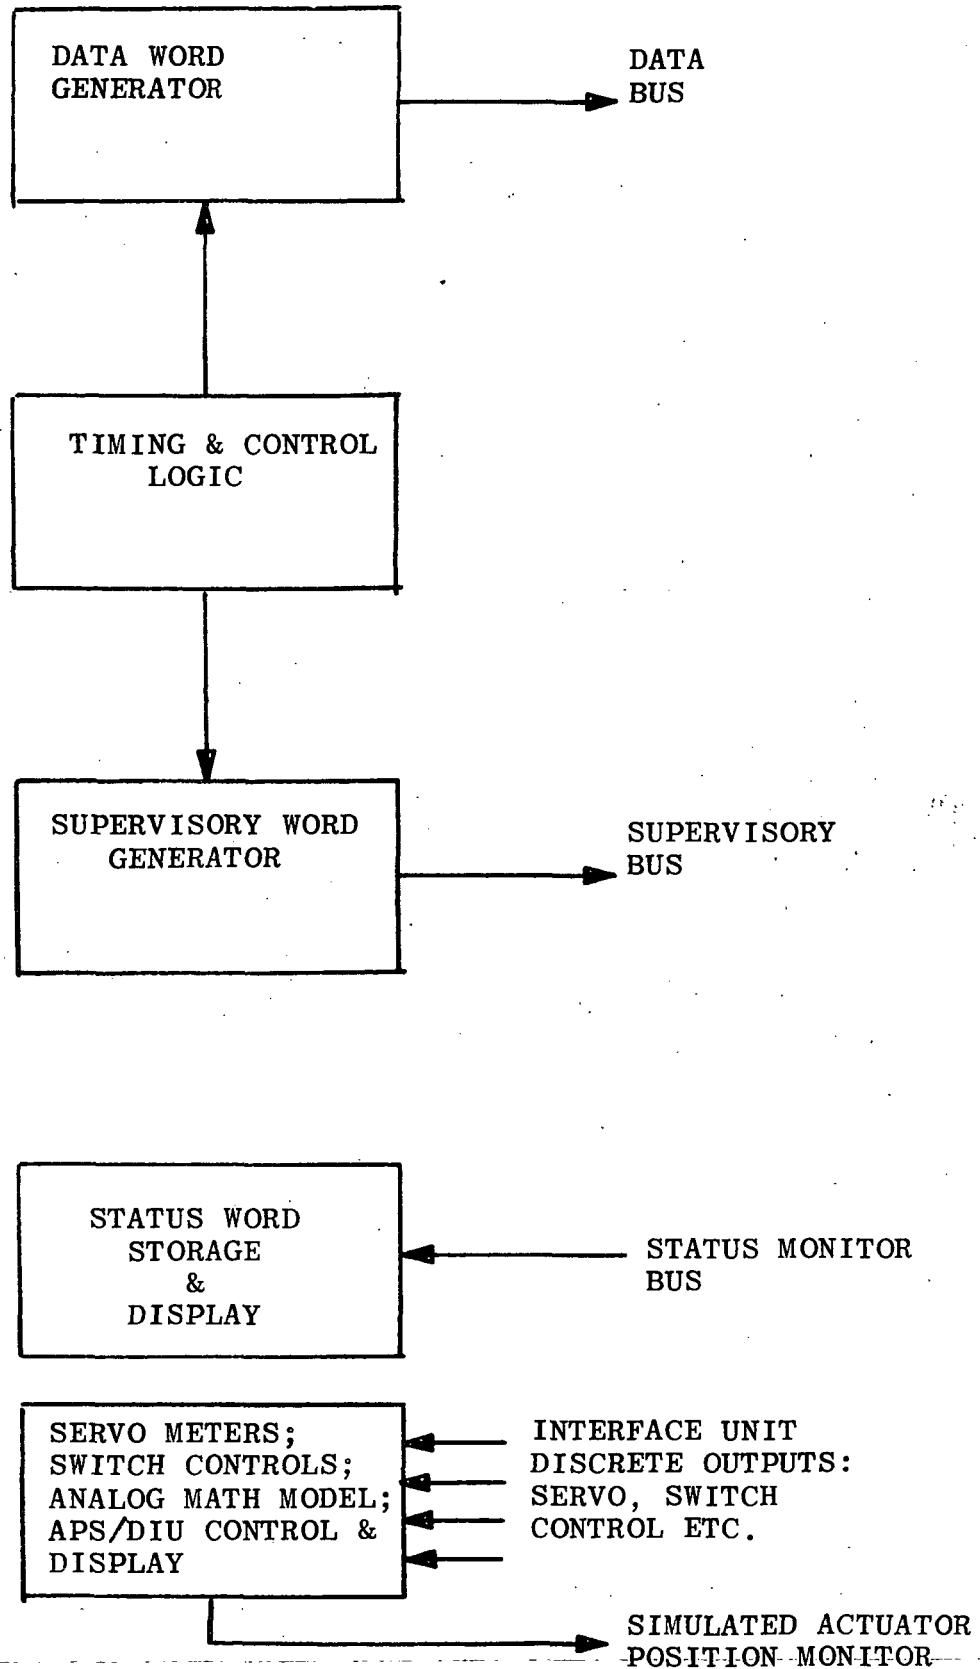 DATA WORD
GENERATOR
DATA
BUS
TIMING & CONTROL
LOGIC
SUPERVISORY WORD
GENERATOR
SUPERVISORY
BUS
STATUS WORD
STORAGE
&
DISPLAY
STATUS MONITOR
BUS
SERVO METERS;
SWITCH CONTROLS;
ANALOG MATH MODEL;
APS/DIU CONTROL &
DISPLAY
INTERFACE UNIT
DISCRETE OUTPUTS:
SERVO, SWITCH
CONTROL ETC.
SIMULATED ACTUATOR
POSITION MONITOR